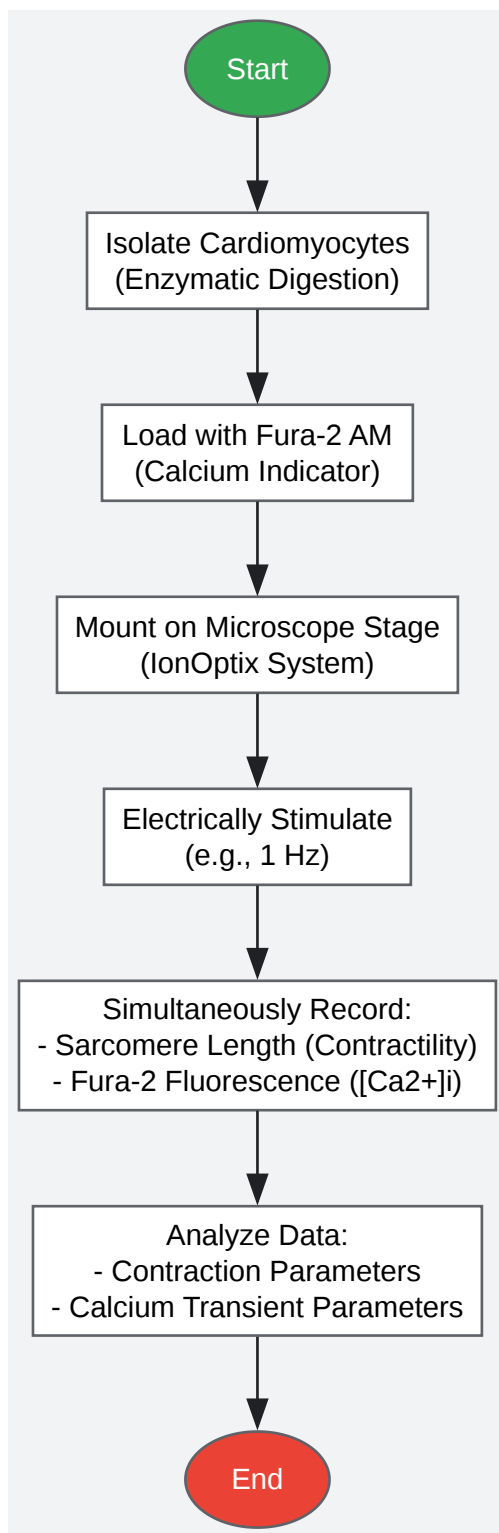 Start
Isolate Cardiomyocytes
(Enzymatic Digestion)
Load with Fura-2 AM
(Calcium Indicator)
Mount on Microscope Stage
(IonOptix System)
Electrically Stimulate
(e.g., 1 Hz)
Simultaneously Record:
- Sarcomere Length (Contractility)
- Fura-2 Fluorescence ([Ca2+]i)
Analyze Data:
- Contraction Parameters
- Calcium Transient Parameters
End